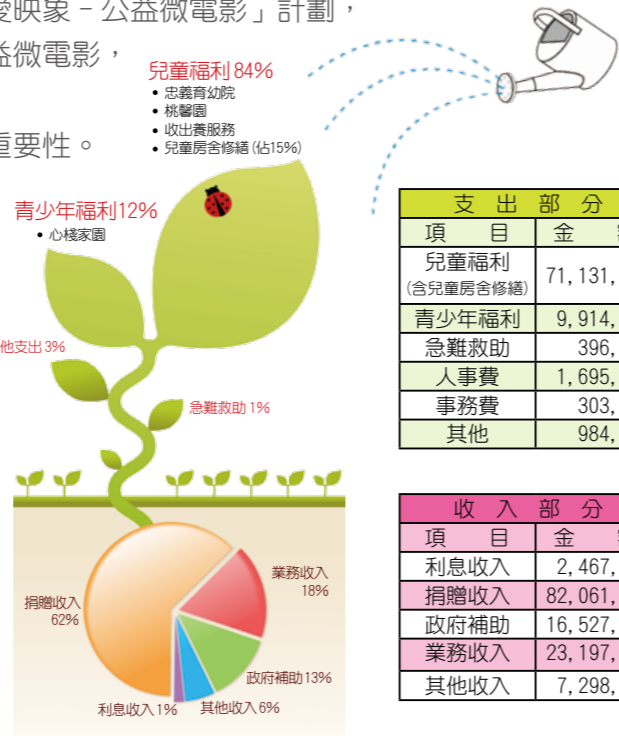 愛映象－公益微電影」計劃，
益微電影，
重要性。
兒童福利 84%
• 忠義育幼院
• 桃馨園
• 收出養服務
• 兒童房舍修繕 (佔15%)
青少年福利12%
• 心棧家園
他支出 3%
急難救助 1%
捐贈收入
62%
業務收入
18%
政府補助 13%
利息收入 1%
其他收入 6%
支 出 部 分
項 目 金
兒童福利
(含兒童房舍修繕) 71,131,
青少年福利 9,914,
急難救助 396,
人事費 1,695,
事務費 303,
其他 984,
收 入 部 分
項 目 金
利息收入 2,467,
捐贈收入 82,061,
政府補助 16,527,
業務收入 23,197,
其他收入 7,298,